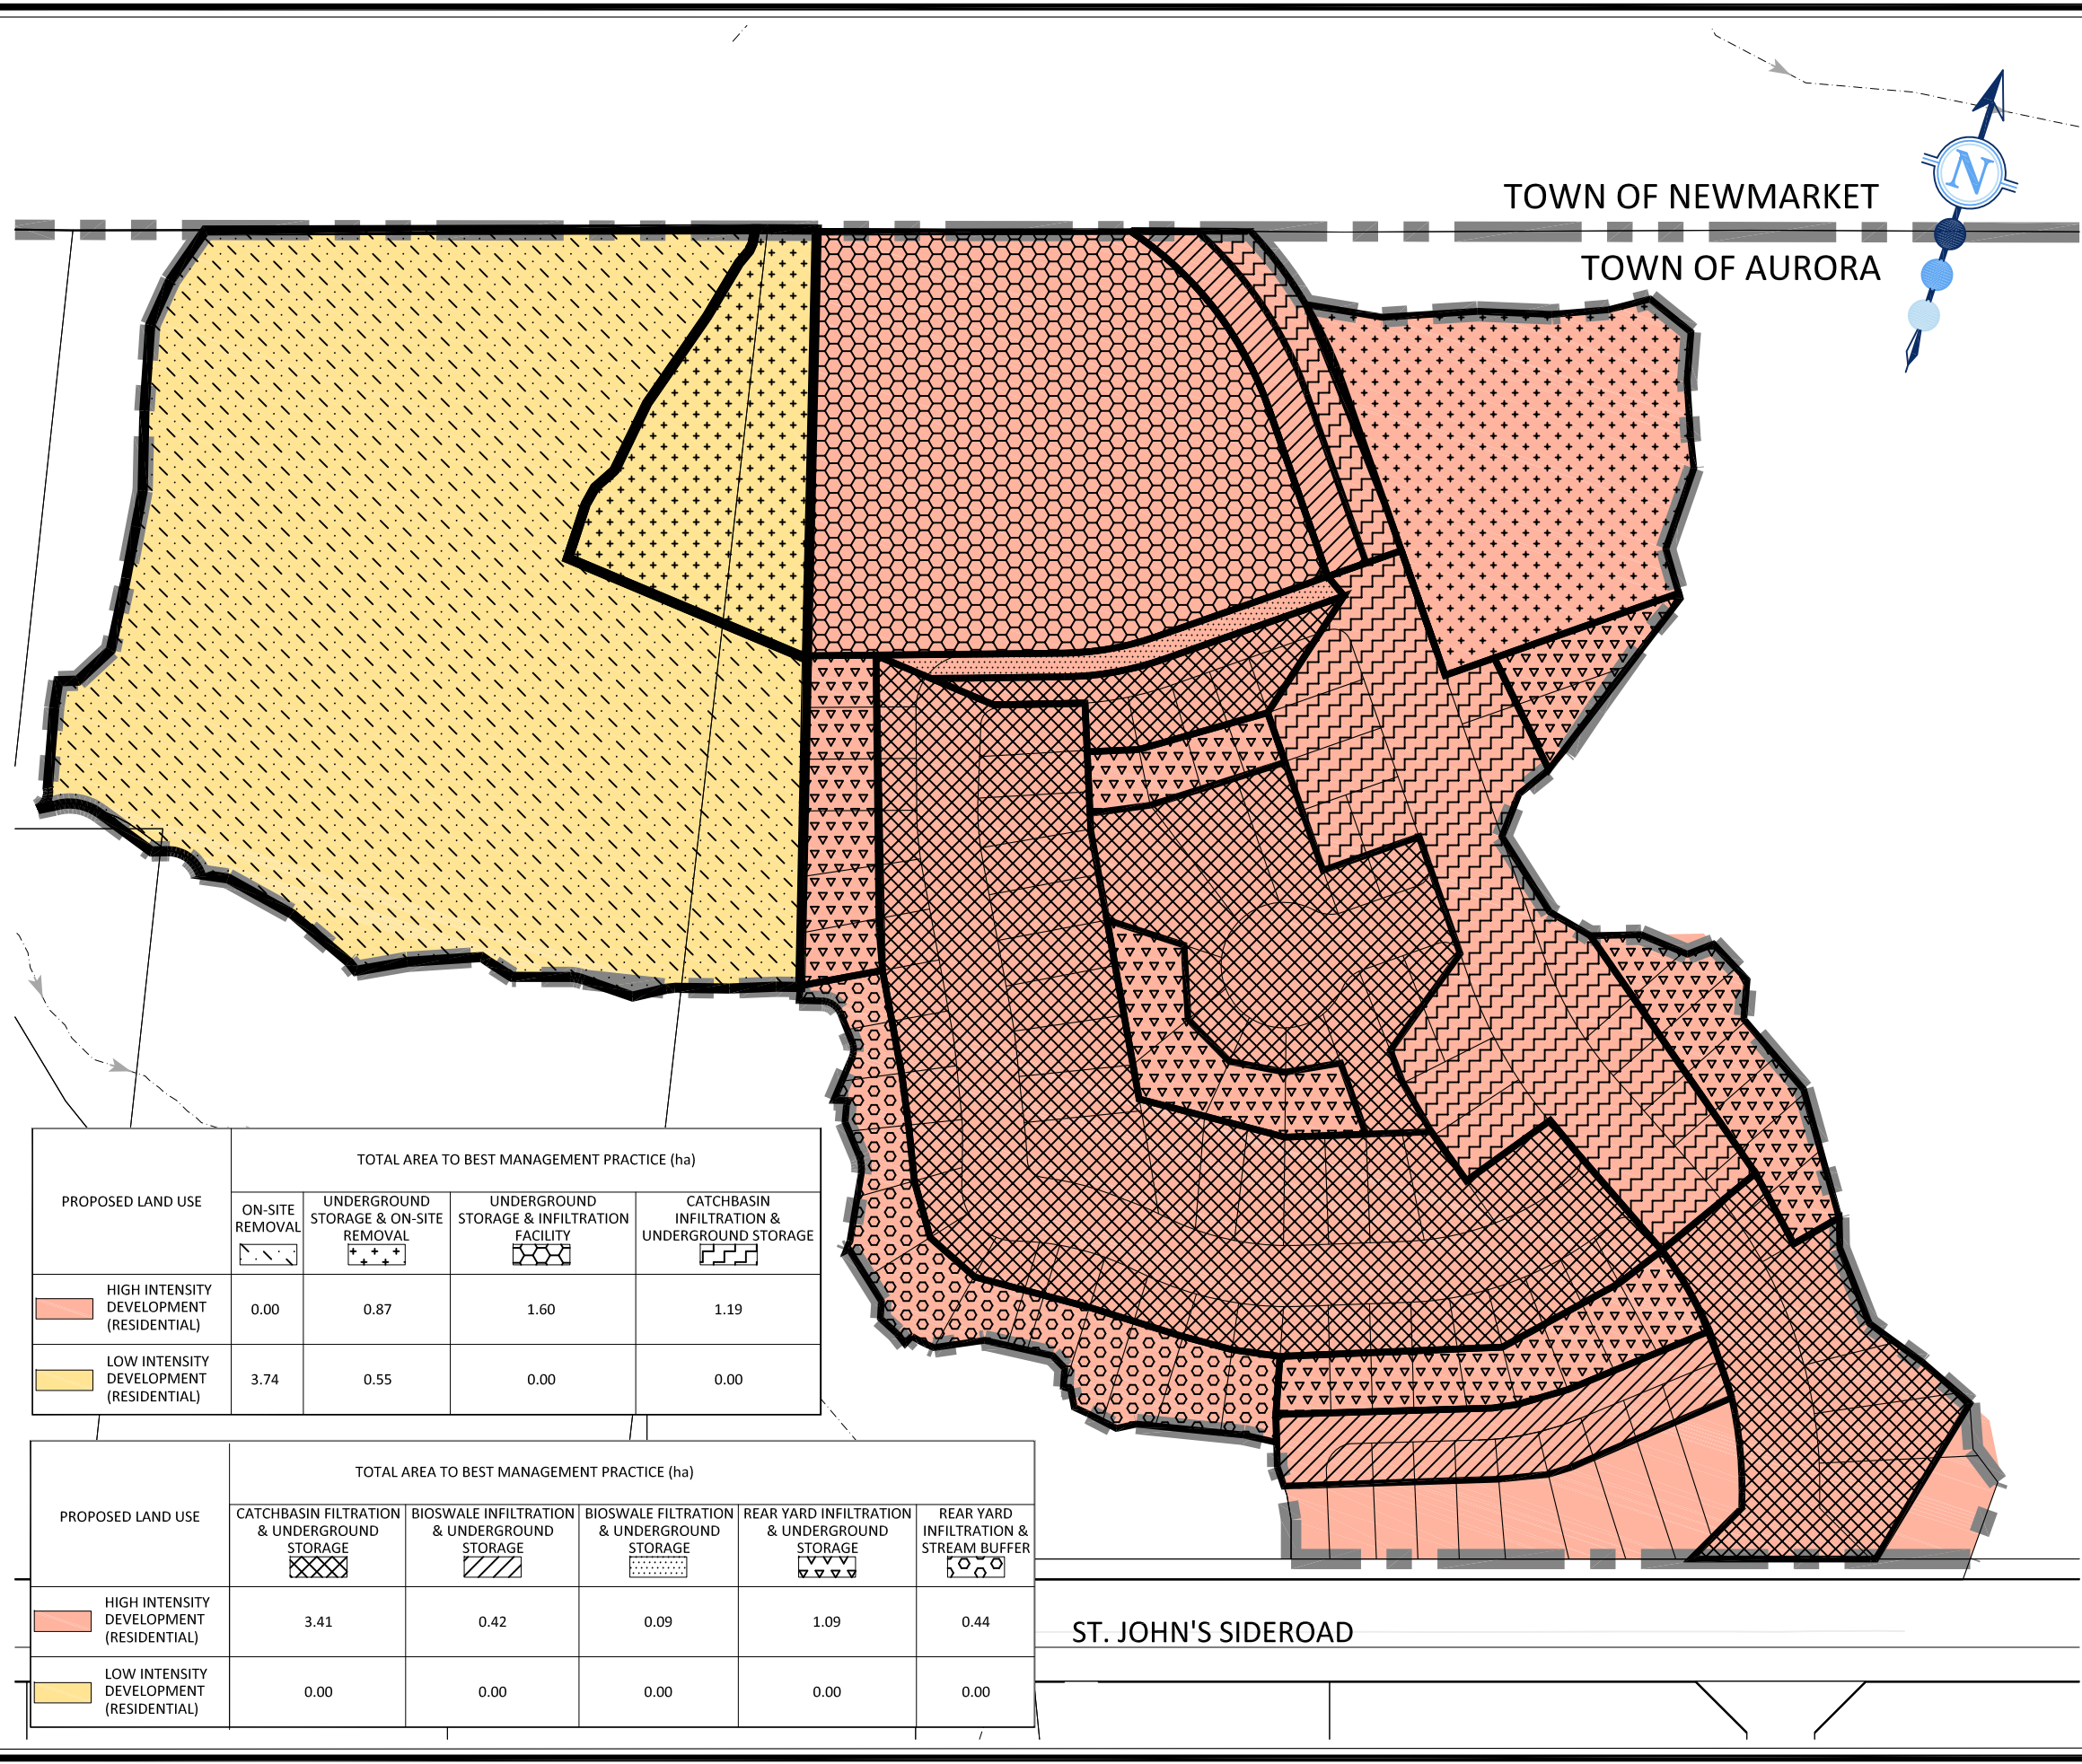 TOWN OF NEWMARKET
N
TOWN OF AURORA
PROPOSED LAND USE
TOTAL AREA TO BEST MANAGEMENT PRACTICE (ha)
ON-SITE
REMOVAL
UNDERGROUND
STORAGE & ON-SITE
REMOVAL
UNDERGROUND
STORAGE & INFILTRATION
FACILITY
CATCHBASIN
INFILTRATION &
UNDERGROUND STORAGE
HIGH INTENSITY
DEVELOPMENT
(RESIDENTIAL)
0.00
0.87
1.60
1.19
LOW INTENSITY
DEVELOPMENT
(RESIDENTIAL)
3.74
0.55
0.00
0.00
PROPOSED LAND USE
TOTAL AREA TO BEST MANAGEMENT PRACTICE (ha)
CATCHBASIN FILTRATION
& UNDERGROUND
STORAGE
BIOSWALE INFILTRATION
& UNDERGROUND
STORAGE
BIOSWALE FILTRATION
& UNDERGROUND
STORAGE
REAR YARD INFILTRATION
& UNDERGROUND
STORAGE
REAR YARD
INFILTRATION &
STREAM BUFFER
HIGH INTENSITY
DEVELOPMENT
(RESIDENTIAL)
3.41
0.42
0.09
1.09
0.44
LOW INTENSITY
DEVELOPMENT
(RESIDENTIAL)
0.00
0.00
0.00
0.00
0.00
ST. JOHN'S SIDEROAD